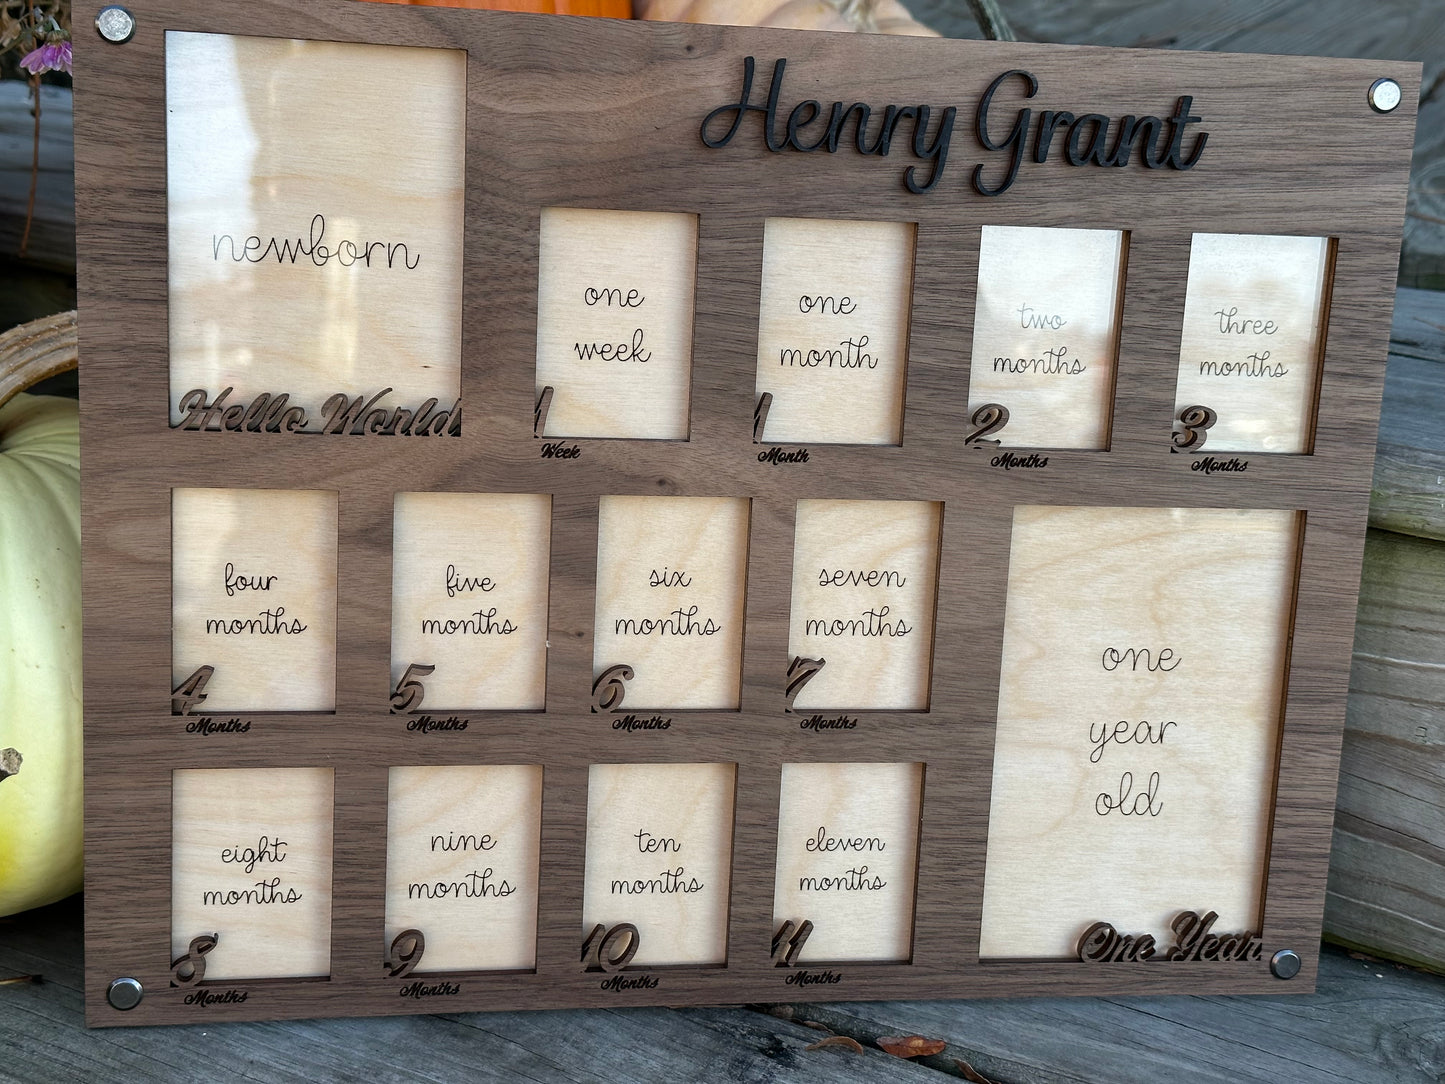 Henry Grant
newborn
Hello World
one
week
1
Week
one
month
1
Month
two
months
2
Months
three
months
3
Months
four
months
4
Months
five
months
5
Months
six
months
6
Months
seven
months
7
Months
one
year
old
One Year
eight
months
8
Months
nine
months
9
Months
ten
months
10
Months
eleven
months
11
Months